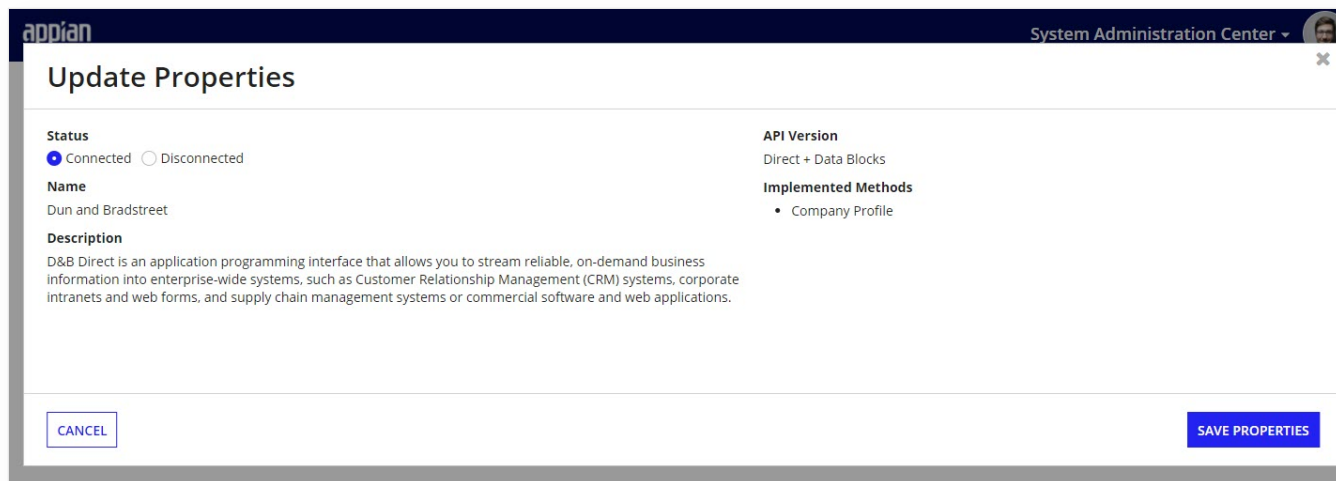 appian
System Administration Center
Update Properties
Status
Connected Disconnected
Name
Dun and Bradstreet
Description
D&B Direct is an application programming interface that allows you to stream reliable, on-demand business
information into enterprise-wide systems, such as Customer Relationship Management (CRM) systems, corporate
intranets and web forms, and supply chain management systems or commercial software and web applications.
API Version
Direct + Data Blocks
Implemented Methods
• Company Profile
CANCEL
SAVE PROPERTIES